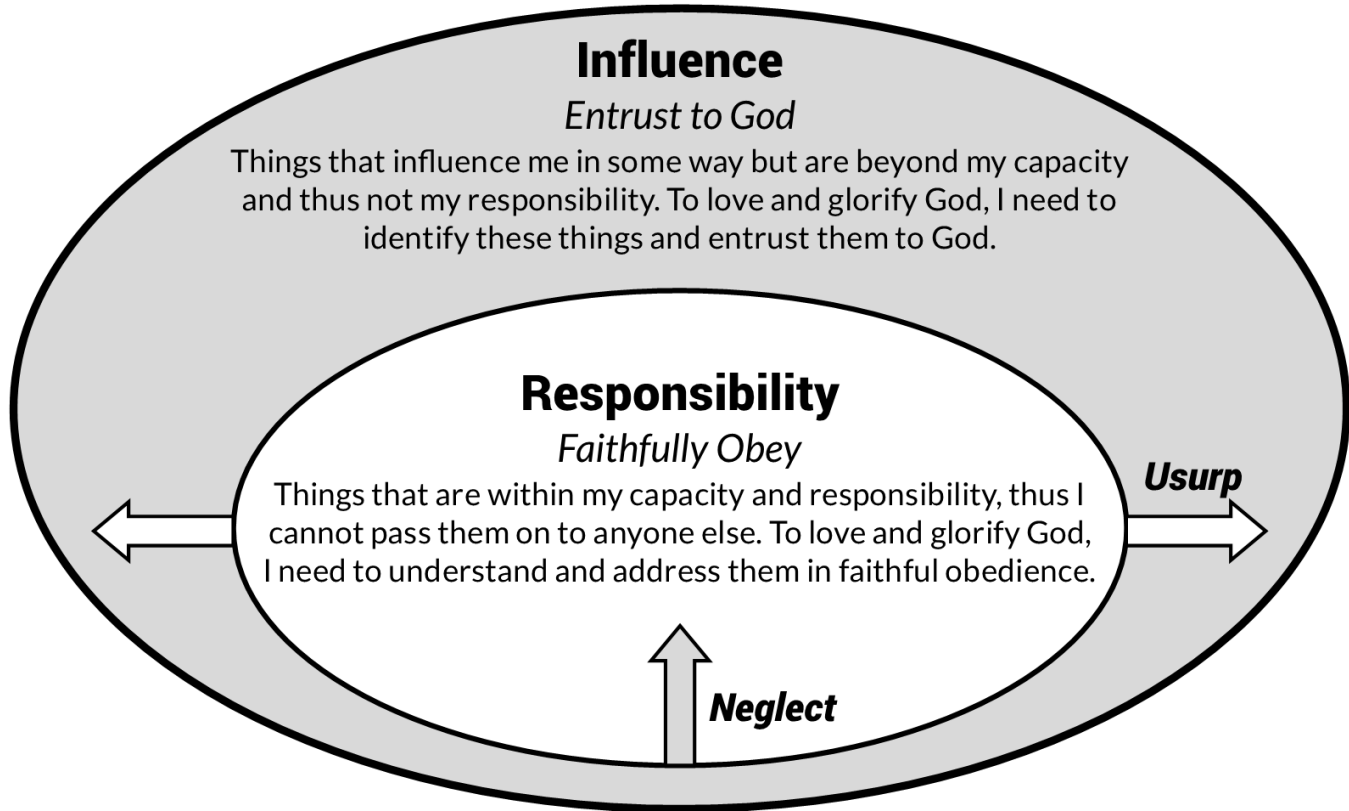 Influence
Entrust to God
Things that influence me in some way but are beyond my capacity
and thus not my responsibility. To love and glorify God, I need to
identify these things and entrust them to God.
Responsibility
Faithfully Obey
Things that are within my capacity and responsibility, thus I
cannot pass them on to anyone else. To love and glorify God,
I need to understand and address them in faithful obedience.
Usurp
Neglect